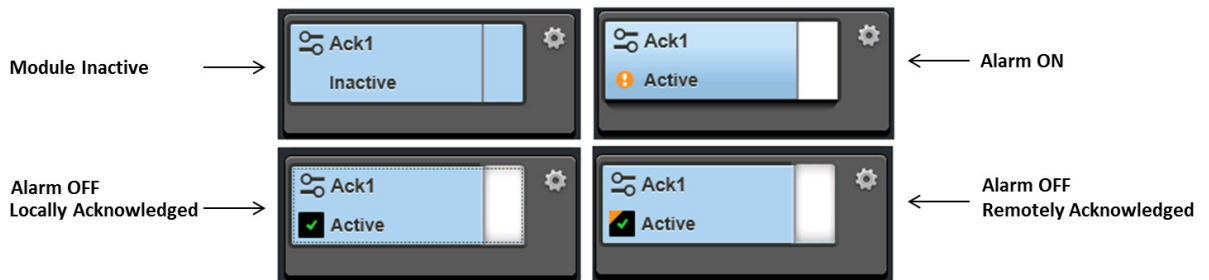 Module Inactive
Ack1
Inactive
Ack1
Active
Alarm ON
Alarm OFF
Locally Acknowledged
Ack1
Active
Ack1
Active
Alarm OFF
Remotely Acknowledged